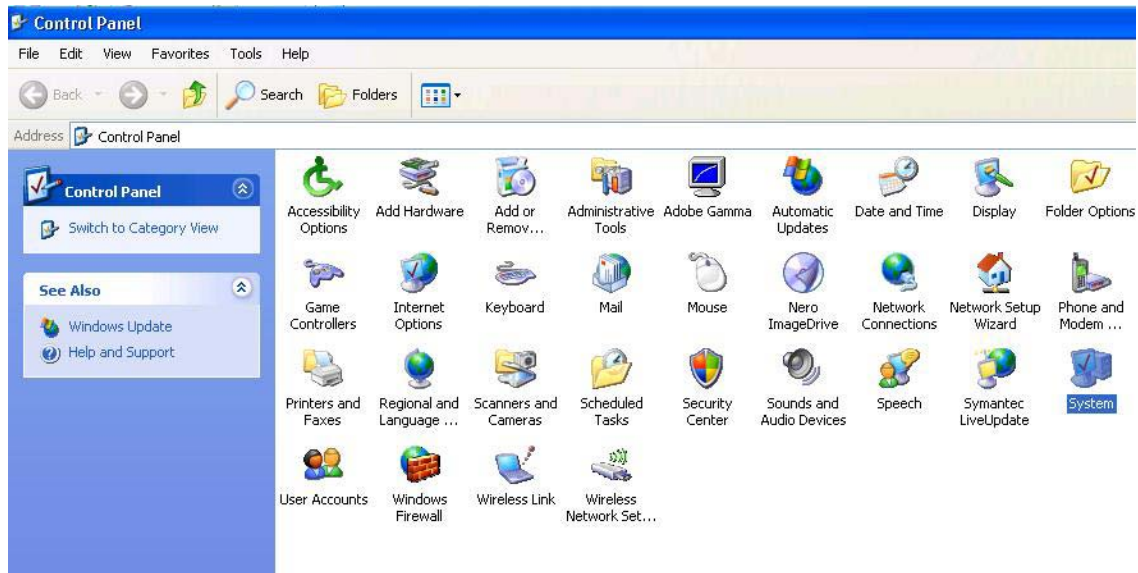 Control Panel
File Edit View Favorites Tools Help
Back Search Folders
Address Control Panel
Control Panel
Switch to Category View
See Also
Windows Update
Help and Support
Accessibility Options
Add Hardware
Add or Remov...
Administrative Tools
Adobe Gamma
Automatic Updates
Date and Time
Display
Folder Options
Game Controllers
Internet Options
Keyboard
Mail
Mouse
Nero ImageDrive
Network Connections
Network Setup Wizard
Phone and Modem ...
Printers and Faxes
Regional and Language ...
Scanners and Cameras
Scheduled Tasks
Security Center
Sounds and Audio Devices
Speech
Symantec LiveUpdate
System
User Accounts
Windows Firewall
Wireless Link
Wireless Network Set...